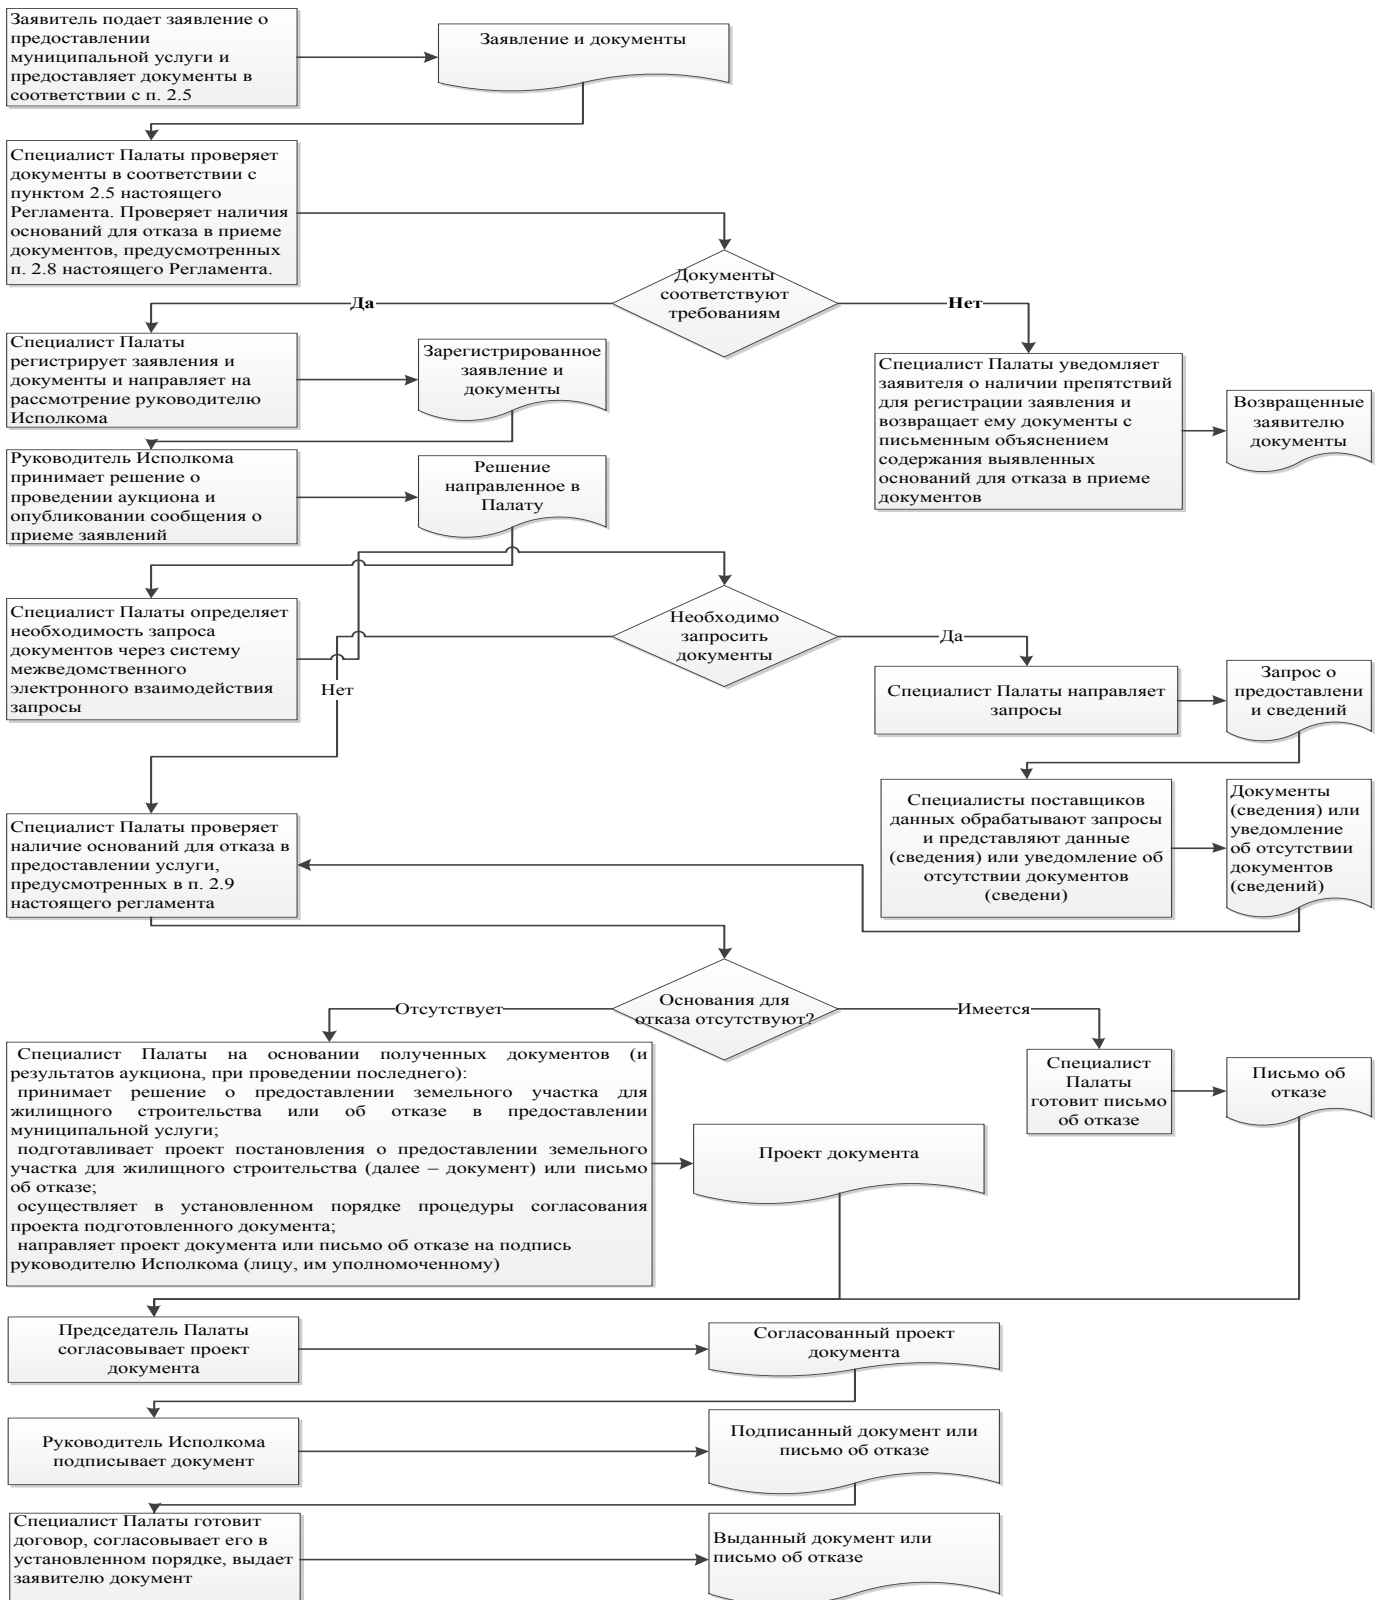 Заявитель подает заявление о
предоставлении
муниципальной услуги и
предоставляет документы в
соответствии с п. 2.5
Заявление и документы
Специалист Палаты проверяет
документы в соответствии с
пунктом 2.5 настоящего
Регламента. Проверяет наличия
оснований для отказа в приеме
документов, предусмотренных
п. 2.8 настоящего Регламента.
Документы
соответствуют
требованиям
Да
Нет
Специалист Палаты
регистрирует заявления и
документы и направляет на
рассмотрение руководителю
Исполкома
Зарегистрированное
заявление и
документы
Специалист Палаты уведомляет
заявителя о наличии препятствий
для регистрации заявления и
возвращает ему документы с
письменным объяснением
содержания выявленных
оснований для отказа в приеме
документов
Возвращенные
заявителю
документы
Руководитель Исполкома
принимает решение о
проведении аукциона и
опубликовании сообщения о
приеме заявлений
Решение
направленное в
Палату
Специалист Палаты определяет
необходимость запроса
документов через систему
межведомственного
электронного взаимодействия
запросы
Необходимо
запросить
документы
Да
Нет
Специалист Палаты направляет
запросы
Запрос о
предоставлени
и сведений
Специалисты поставщиков
данных обрабатывают запросы
и представляют данные
(сведения) или уведомление об
отсутствии документов
(сведени)
Документы
(сведения) или
уведомление
об отсутствии
документов
(сведений)
Специалист Палаты проверяет
наличие оснований для отказа в
предоставлении услуги,
предусмотренных в п. 2.9
настоящего регламента
Основания для
отказа отсутствуют?
Отсутствует
Имеется
Специалист Палаты на основании полученных документов (и
результатов аукциона, при проведении последнего):
принимает решение о предоставлении земельного участка для
жилищного строительства или об отказе в предоставлении
муниципальной услуги;
подготавливает проект постановления о предоставлении земельного
участка для жилищного строительства (далее – документ) или письмо
об отказе;
осуществляет в установленном порядке процедуры согласования
проекта подготовленного документа;
направляет проект документа или письмо об отказе на подпись
руководителю Исполкома (лицу, им уполномоченному)
Проект документа
Специалист
Палаты
готовит письмо
об отказе
Письмо об
отказе
Председатель Палаты
согласовывает проект
документа
Согласованный проект
документа
Руководитель Исполкома
подписывает документ
Подписанный документ или
письмо об отказе
Специалист Палаты готовит
договор, согласовывает его в
установленном порядке, выдает
заявителю документ
Выданный документ или
письмо об отказе